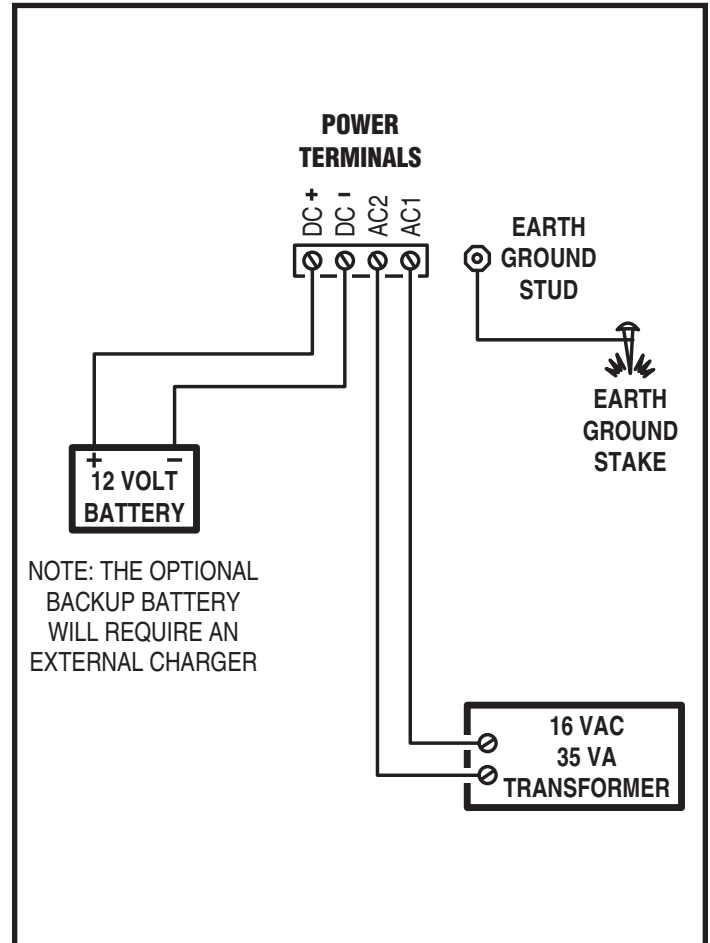 POWER
TERMINALS
DC +
DC -
AC2
AC1
EARTH
GROUND
STUD
EARTH
GROUND
STAKE
+ -
12 VOLT
BATTERY
NOTE: THE OPTIONAL
BACKUP BATTERY
WILL REQUIRE AN
EXTERNAL CHARGER
16 VAC
35 VA
TRANSFORMER